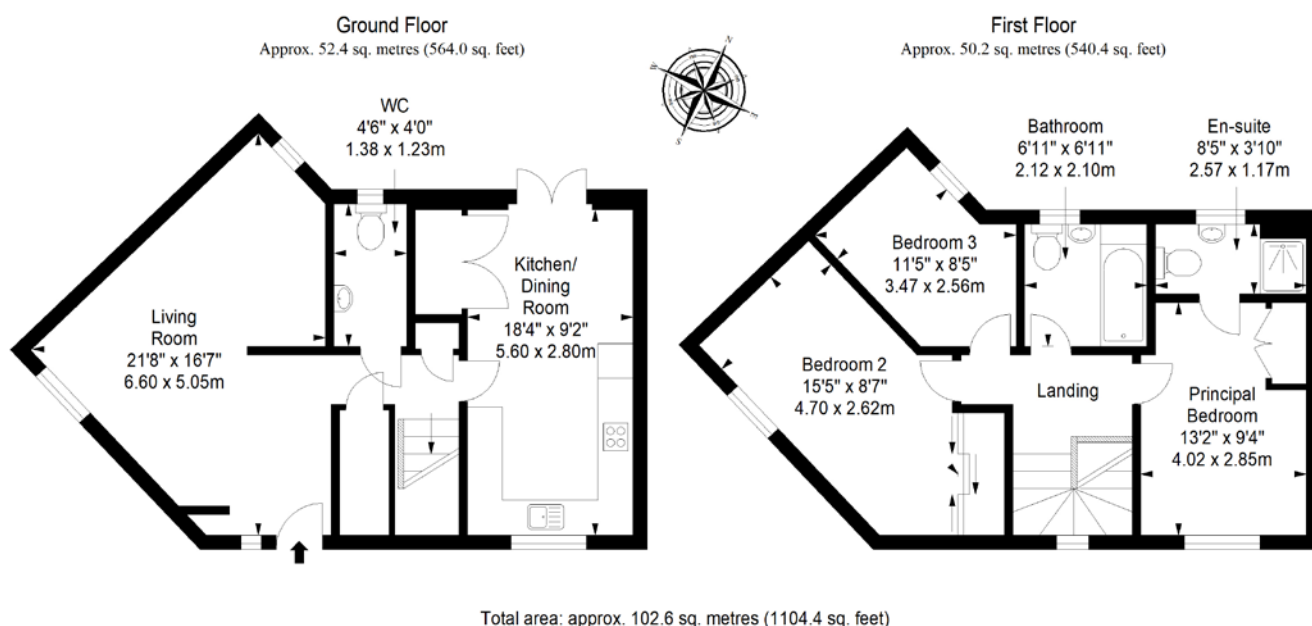 Ground Floor
Approx. 52.4 sq. metres (564.0 sq. feet)
First Floor
Approx. 50.2 sq. metres (540.4 sq. feet)
N
W
E
S
WC
4'6" x 4'0"
1.38 x 1.23m
Living
Room
21'8" x 16'7"
6.60 x 5.05m
Kitchen/
Dining
Room
18'4" x 9'2"
5.60 x 2.80m
Bathroom
6'11" x 6'11"
2.12 x 2.10m
En-suite
8'5" x 3'10"
2.57 x 1.17m
Bedroom 3
11'5" x 8'5"
3.47 x 2.56m
Bedroom 2
15'5" x 8'7"
4.70 x 2.62m
Landing
Principal
Bedroom
13'2" x 9'4"
4.02 x 2.85m
Total area: approx. 102.6 sq. metres (1104.4 sq. feet)